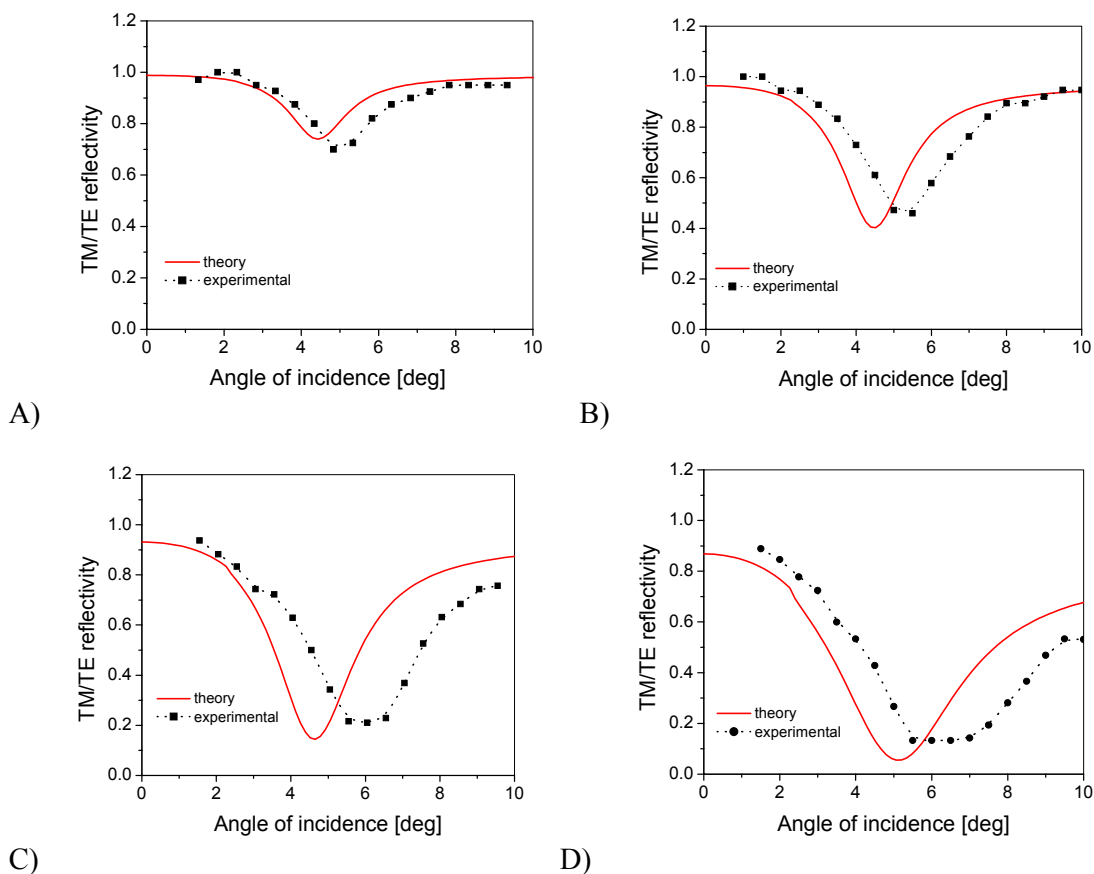 1.2
1.0
0.8
0.6
0.4
0.2
0.0
TM/TE reflectivity
theory
experimental
0 2 4 6 8 10
Angle of incidence [deg]
A)
1.2
1.0
0.8
0.6
0.4
0.2
0.0
TM/TE reflectivity
theory
experimental
0 2 4 6 8 10
Angle of incidence [deg]
B)
1.2
1.0
0.8
0.6
0.4
0.2
0.0
TM/TE reflectivity
theory
experimental
0 2 4 6 8 10
Angle of incidence [deg]
C)
1.2
1.0
0.8
0.6
0.4
0.2
0.0
TM/TE reflectivity
theory
experimental
0 2 4 6 8 10
Angle of incidence [deg]
D)